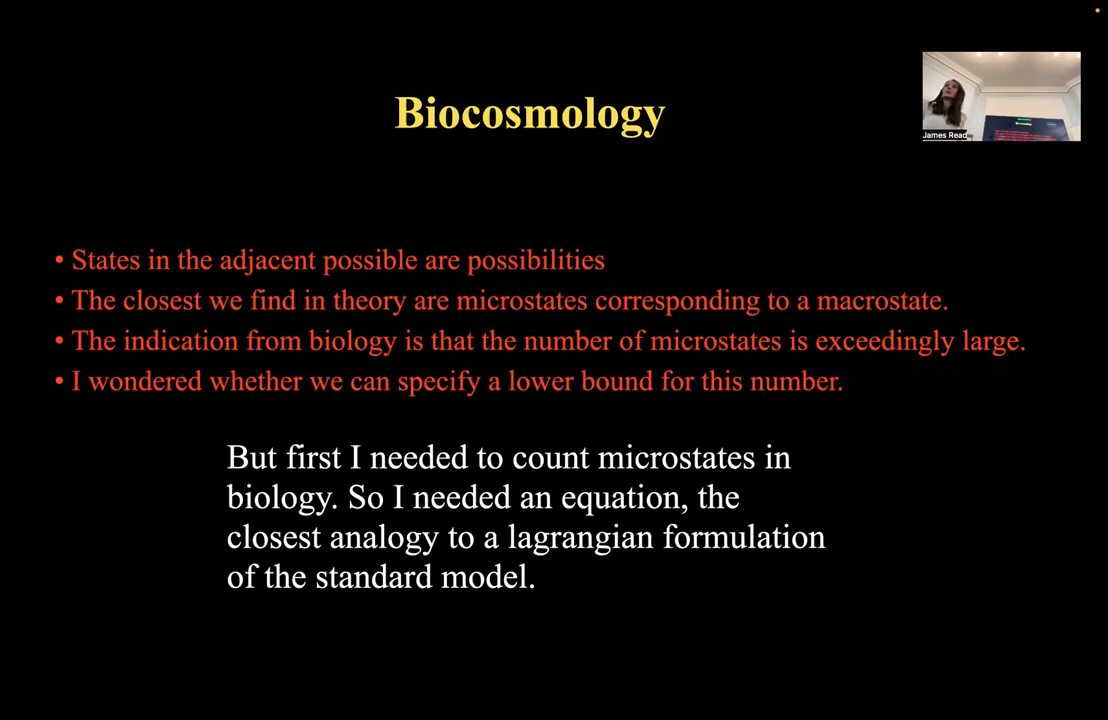 Biocosmology
James Read
• States in the adjacent possible are possibilities
• The closest we find in theory are microstates corresponding to a macrostate.
• The indication from biology is that the number of microstates is exceedingly large.
• I wondered whether we can specify a lower bound for this number.
But first I needed to count microstates in
biology. So I needed an equation, the
closest analogy to a lagrangian formulation
of the standard model.